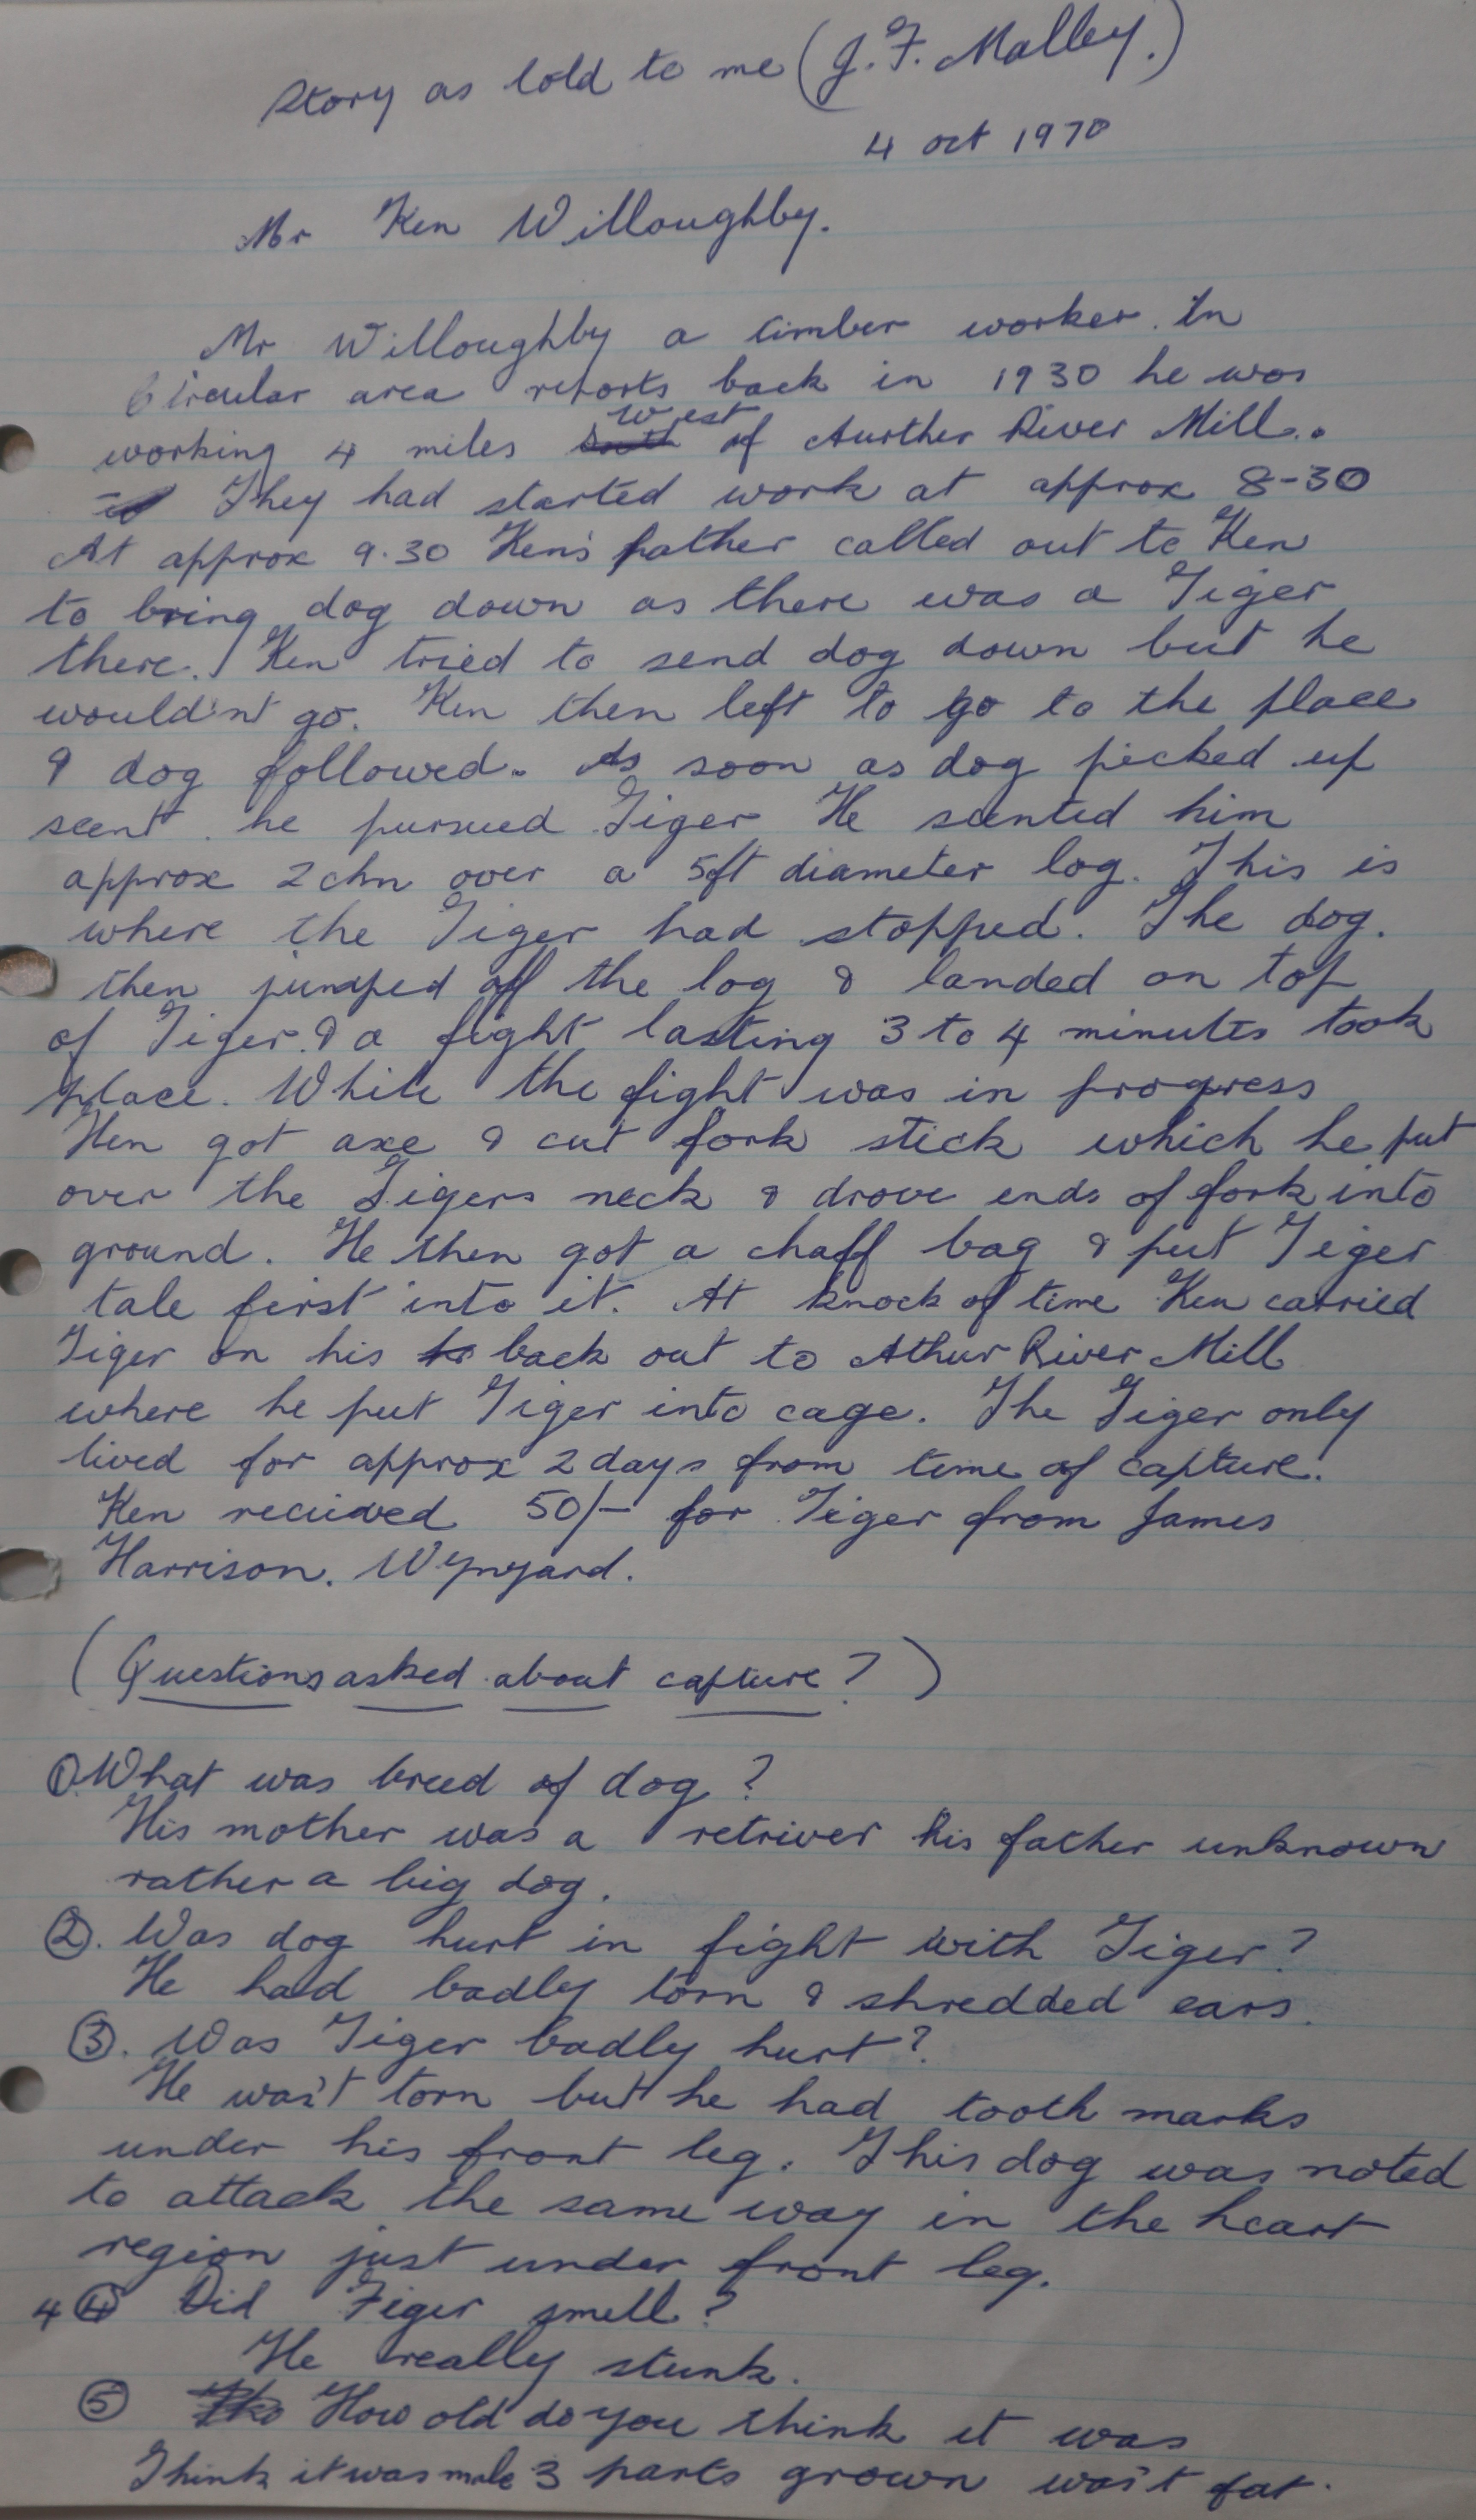 Story as told to me (J.F. Malley.)
4 oct 1970
Mr Ken Willoughby.
Mr Willoughby a timber worker in
Circular area reports back in 1930 he was
working 4 miles west of Aurther River Mill.
They had started work at approx 8-30
At approx 9.30 Ken's father called out to Ken
to bring dog down as there was a Tiger
there. Ken tried to send dog down but he
would'nt go. Ken then left to go to the place
& dog followed. As soon as dog picked up
scent he pursued Tiger He scented him
approx 2 chn over a 5ft diameter log. This is
where the Tiger had stopped. The dog.
then jumped off the log & landed on top
of Tiger & a fight lasting 3 to 4 minutes took
place. While the fight was in progress
Ken got axe & cut fork stick which he put
over the Tigers neck & drove ends of fork into
ground. He then got a chaff bag & put Tiger
tale first into it. At knock of time Ken carried
Tiger on his back out to Athur River Mill
where he put Tiger into cage. The Tiger only
lived for approx 2 days from time of capture.
Ken recieved 50/- for Tiger from James
Harrison. Wynyard.
(Questions asked about capture?)
① What was breed of dog?
His mother was a retriver his father unknown
rather a big dog.
②. Was dog hurt in fight with Tiger?
He had badly torn & shredded ears.
③. Was Tiger badly hurt?
He was't torn but he had tooth marks
under his front leg. This dog was noted
to attack the same way in the heart
region just under front leg.
4 ④ Did Tiger smell?
He really stunk.
⑤ How old do you think it was
Think it was male 3 parts grown was't fat.